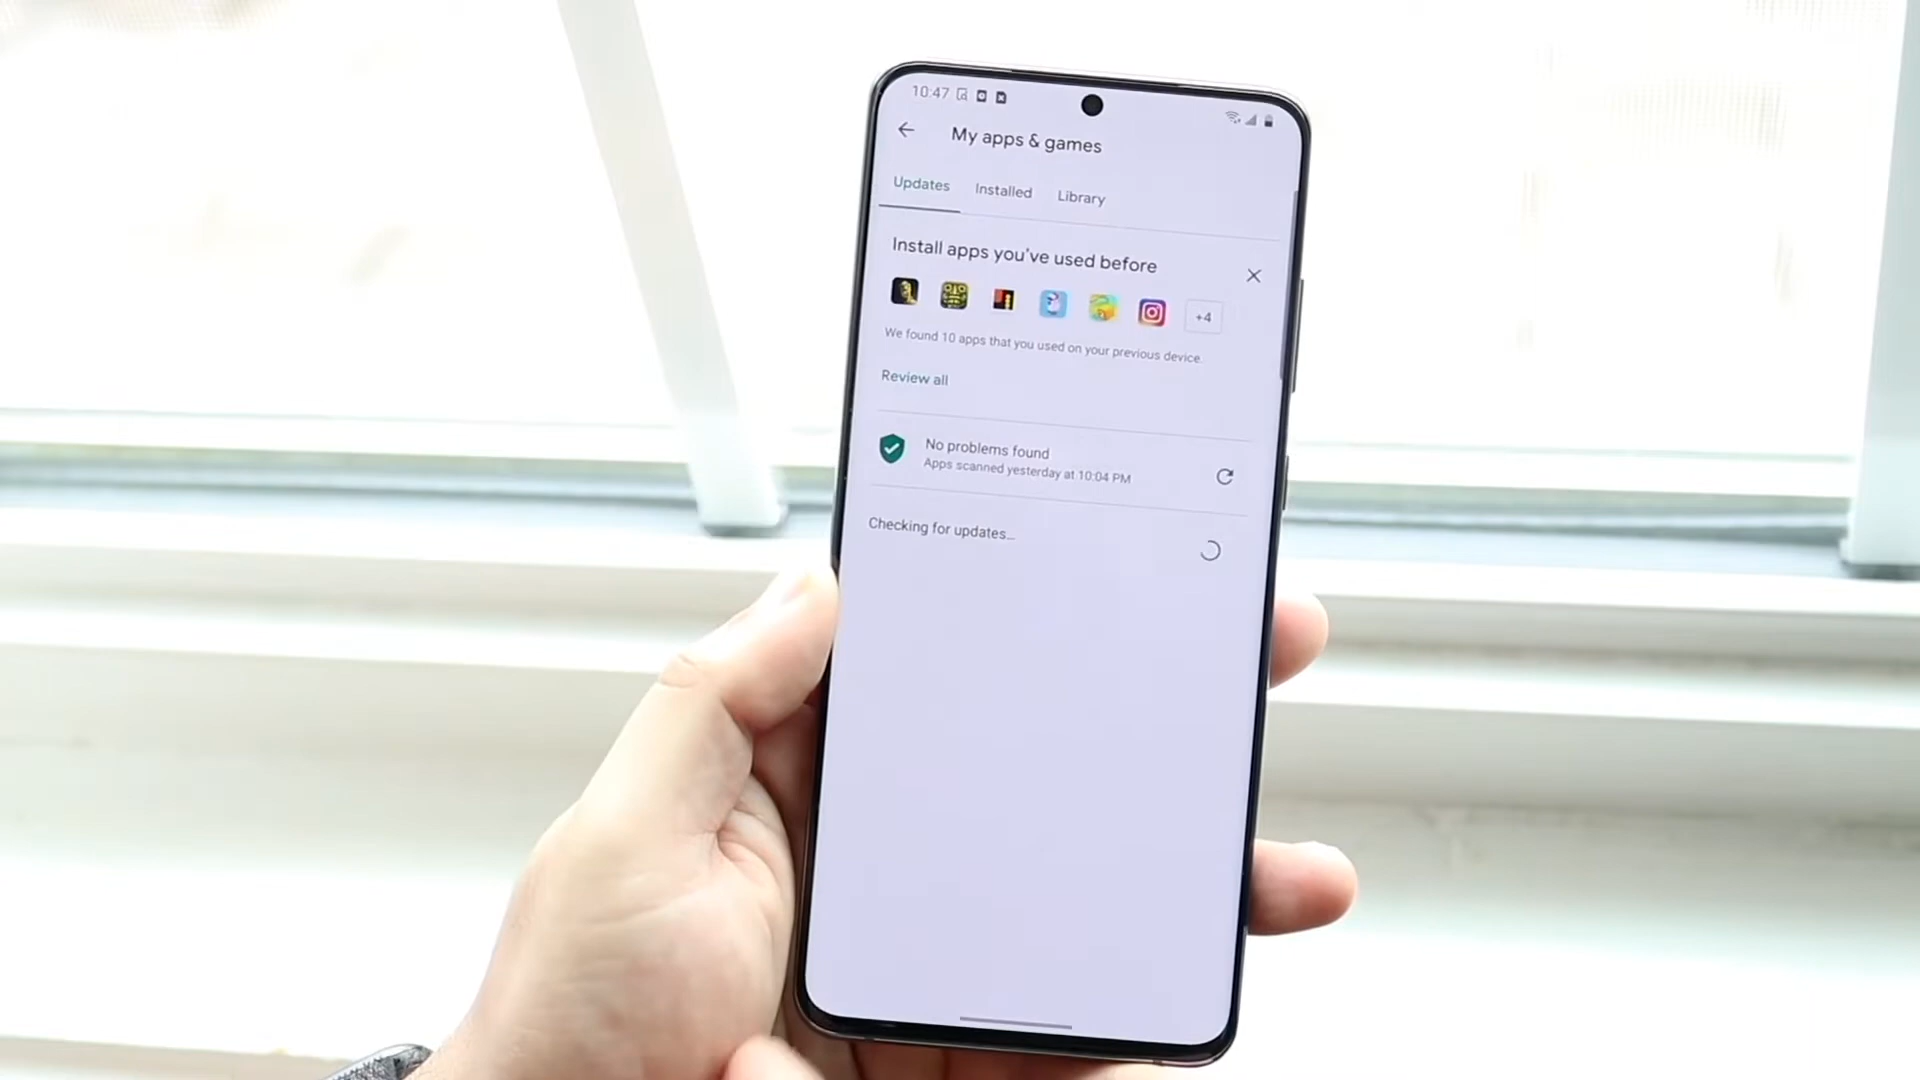 10:47
My apps & games
Updates Installed Library
Install apps you've used before
+4
We found 10 apps that you used on your previous device.
Review all
No problems found
Apps scanned yesterday at 10:04 PM
Checking for updates...